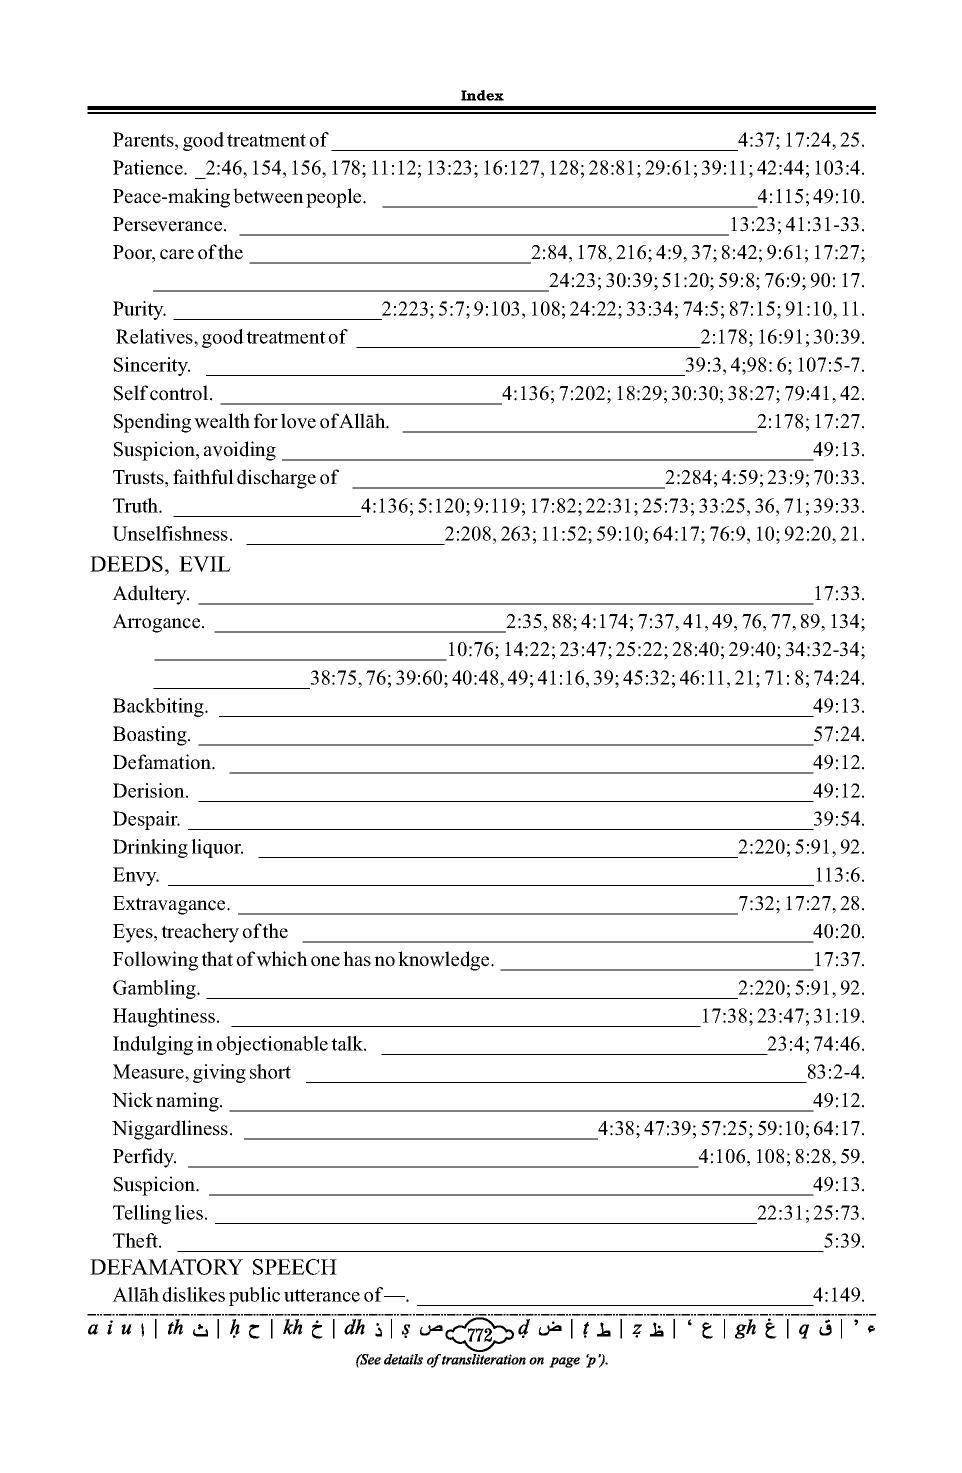 Index
Parents, good treatment of 4:37; 17:24, 25.
Patience. 2:46, 154, 156, 178; 11:12; 13:23; 16:127, 128; 28:81; 29:61; 39:11; 42:44; 103:4.
Peace-making between people. 4:115; 49:10.
Perseverance. 13:23; 41:31-33.
Poor, care of the 2:84, 178, 216; 4:9, 37; 8:42; 9:61; 17:27;
24:23; 30:39; 51:20; 59:8; 76:9; 90: 17.
Purity. 2:223; 5:7; 9:103, 108; 24:22; 33:34; 74:5; 87:15; 91:10, 11.
Relatives, good treatment of 2:178; 16:91; 30:39.
Sincerity. 39:3, 4;98: 6; 107:5-7.
Self control. 4:136; 7:202; 18:29; 30:30; 38:27; 79:41, 42.
Spending wealth for love of Allāh. 2:178; 17:27.
Suspicion, avoiding 49:13.
Trusts, faithful discharge of 2:284; 4:59; 23:9; 70:33.
Truth. 4:136; 5:120; 9:119; 17:82; 22:31; 25:73; 33:25, 36, 71; 39:33.
Unselfishness. 2:208, 263; 11:52; 59:10; 64:17; 76:9, 10; 92:20, 21.
DEEDS, EVIL
Adultery. 17:33.
Arrogance. 2:35, 88; 4:174; 7:37, 41, 49, 76, 77, 89, 134;
10:76; 14:22; 23:47; 25:22; 28:40; 29:40; 34:32-34;
38:75, 76; 39:60; 40:48, 49; 41:16, 39; 45:32; 46:11, 21; 71: 8; 74:24.
Backbiting. 49:13.
Boasting. 57:24.
Defamation. 49:12.
Derision. 49:12.
Despair. 39:54.
Drinking liquor. 2:220; 5:91, 92.
Envy. 113:6.
Extravagance. 7:32; 17:27, 28.
Eyes, treachery of the 40:20.
Following that of which one has no knowledge. 17:37.
Gambling. 2:220; 5:91, 92.
Haughtiness. 17:38; 23:47; 31:19.
Indulging in objectionable talk. 23:4; 74:46.
Measure, giving short 83:2-4.
Nick naming. 49:12.
Niggardliness. 4:38; 47:39; 57:25; 59:10; 64:17.
Perfidy. 4:106, 108; 8:28, 59.
Suspicion. 49:13.
Telling lies. 22:31; 25:73.
Theft. 5:39.
DEFAMATORY SPEECH
Allāh dislikes public utterance of —. 4:149.
a i u ا | th ث | ḥ ح | kh خ | dh ذ | ṣ ص 772 ḍ ض | ṭ ط | ẓ ظ | ‘ ع | gh غ | q ق | ’ ء
(See details of transliteration on page ‘p’).